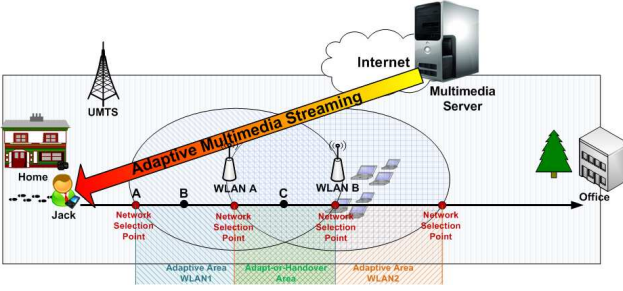 Internet
Multimedia
Server
UMTS
Adaptive Multimedia Streaming
Home
Jack
WLAN A
WLAN B
Office
A
B
C
Network
Selection
Point
Network
Selection
Point
Network
Selection
Point
Network
Selection
Point
Adaptive Area
WLAN1
Adapt-or-Handover
Area
Adaptive Area
WLAN2